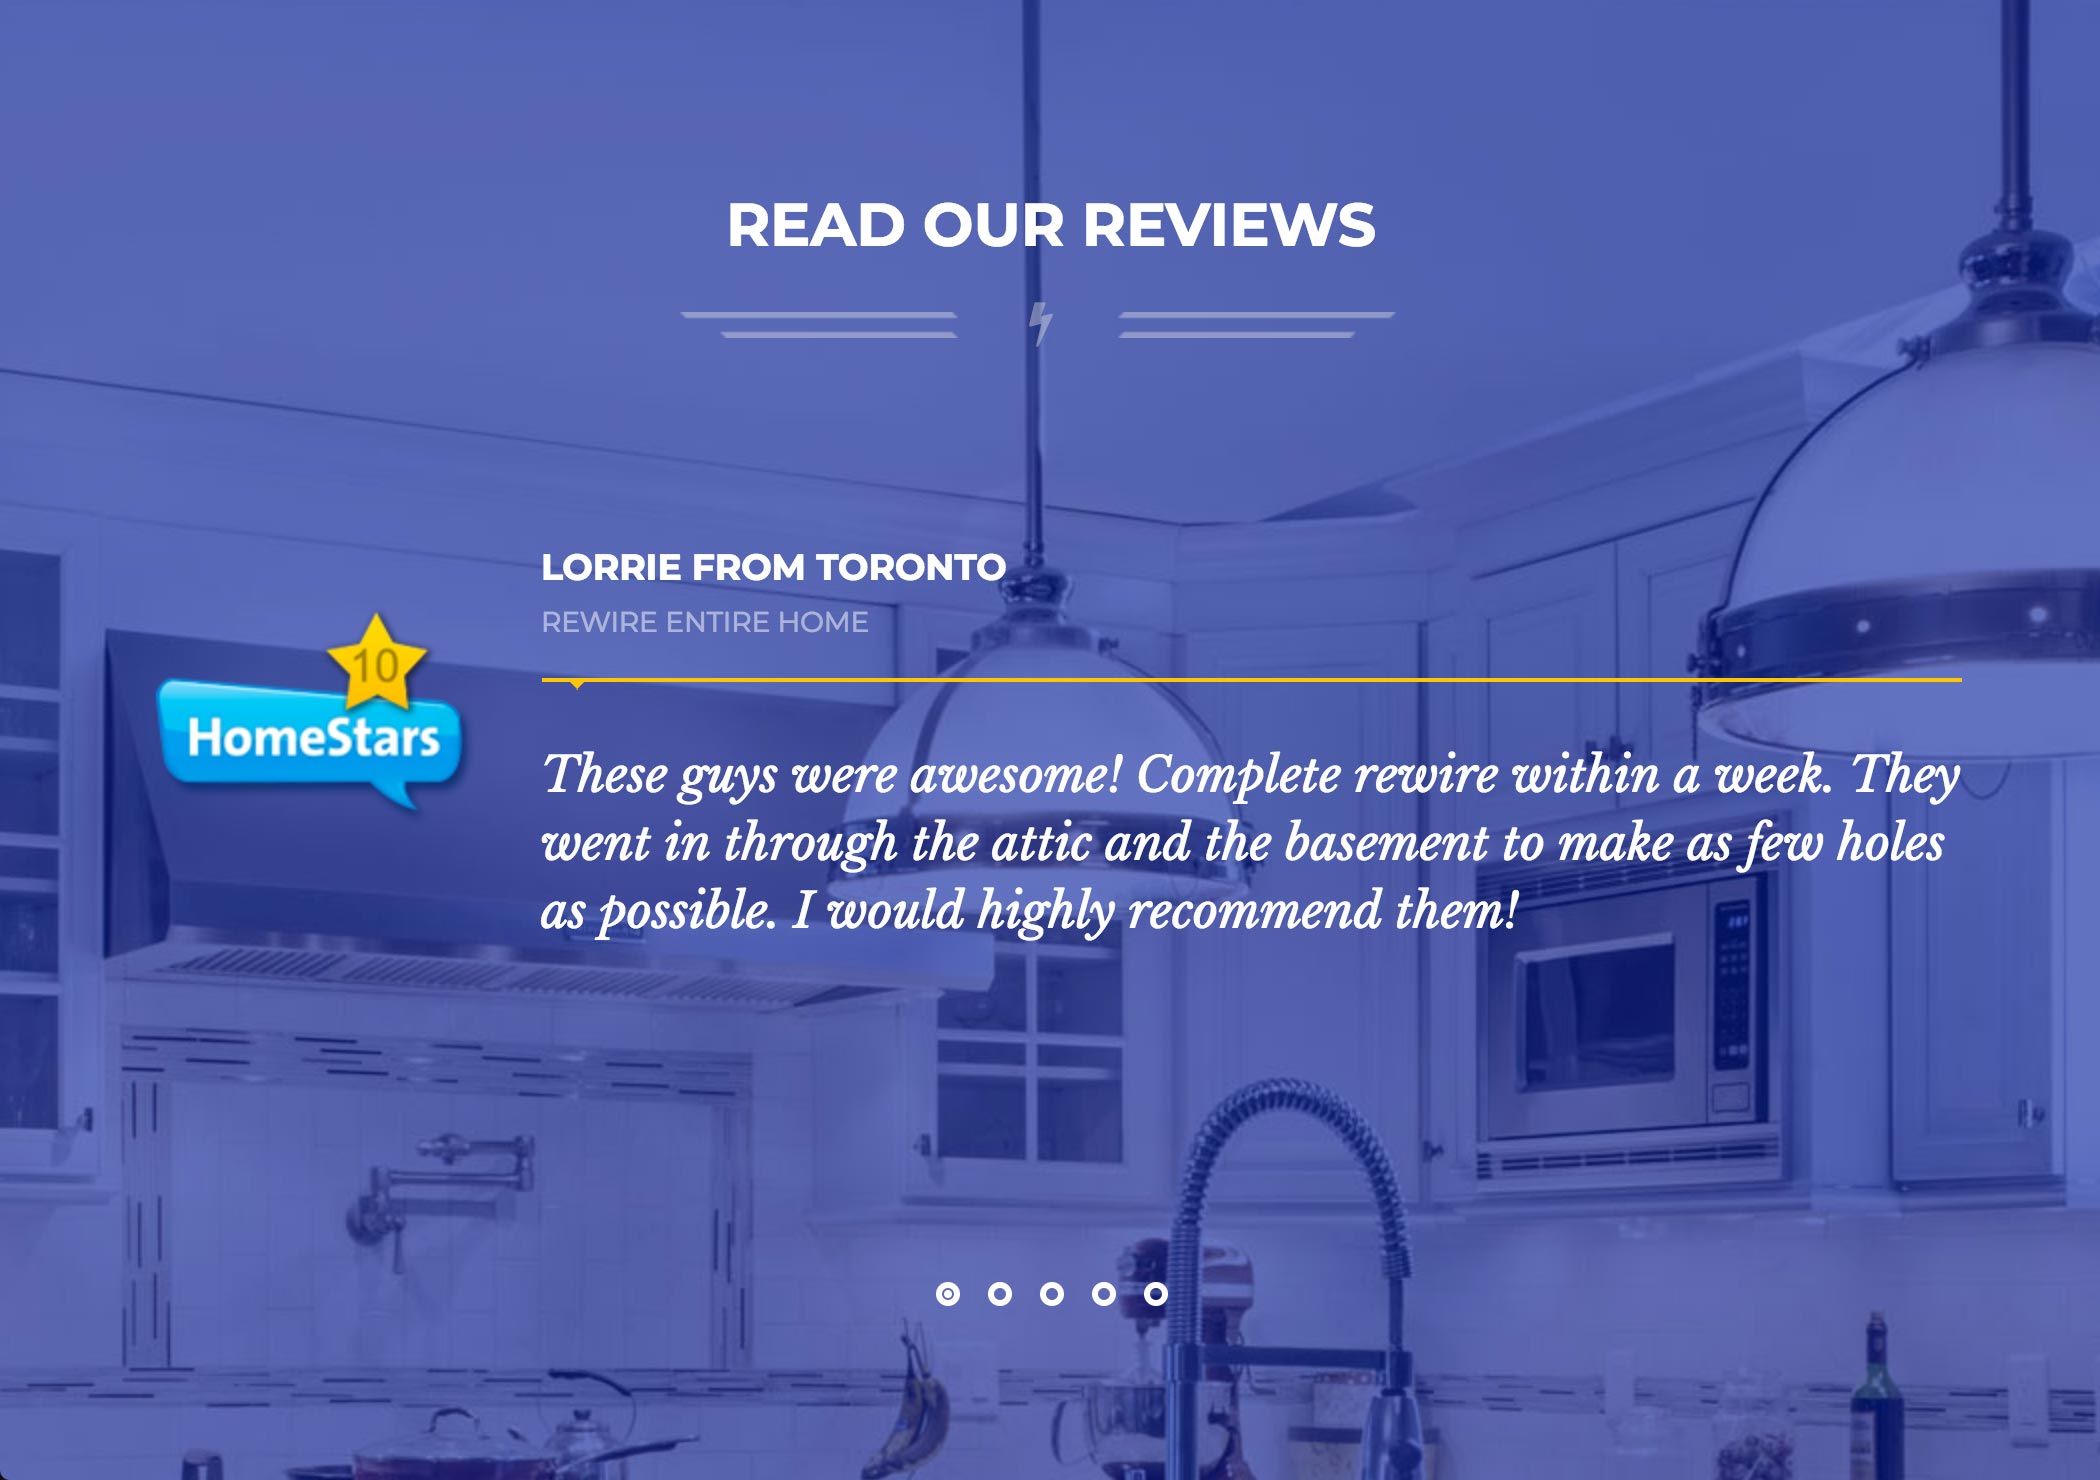 READ OUR REVIEWS
LORRIE FROM TORONTO
REWIRE ENTIRE HOME
10
HomeStars
These guys were awesome! Complete rewire within a week. They
went in through the attic and the basement to make as few holes
as possible. I would highly recommend them!